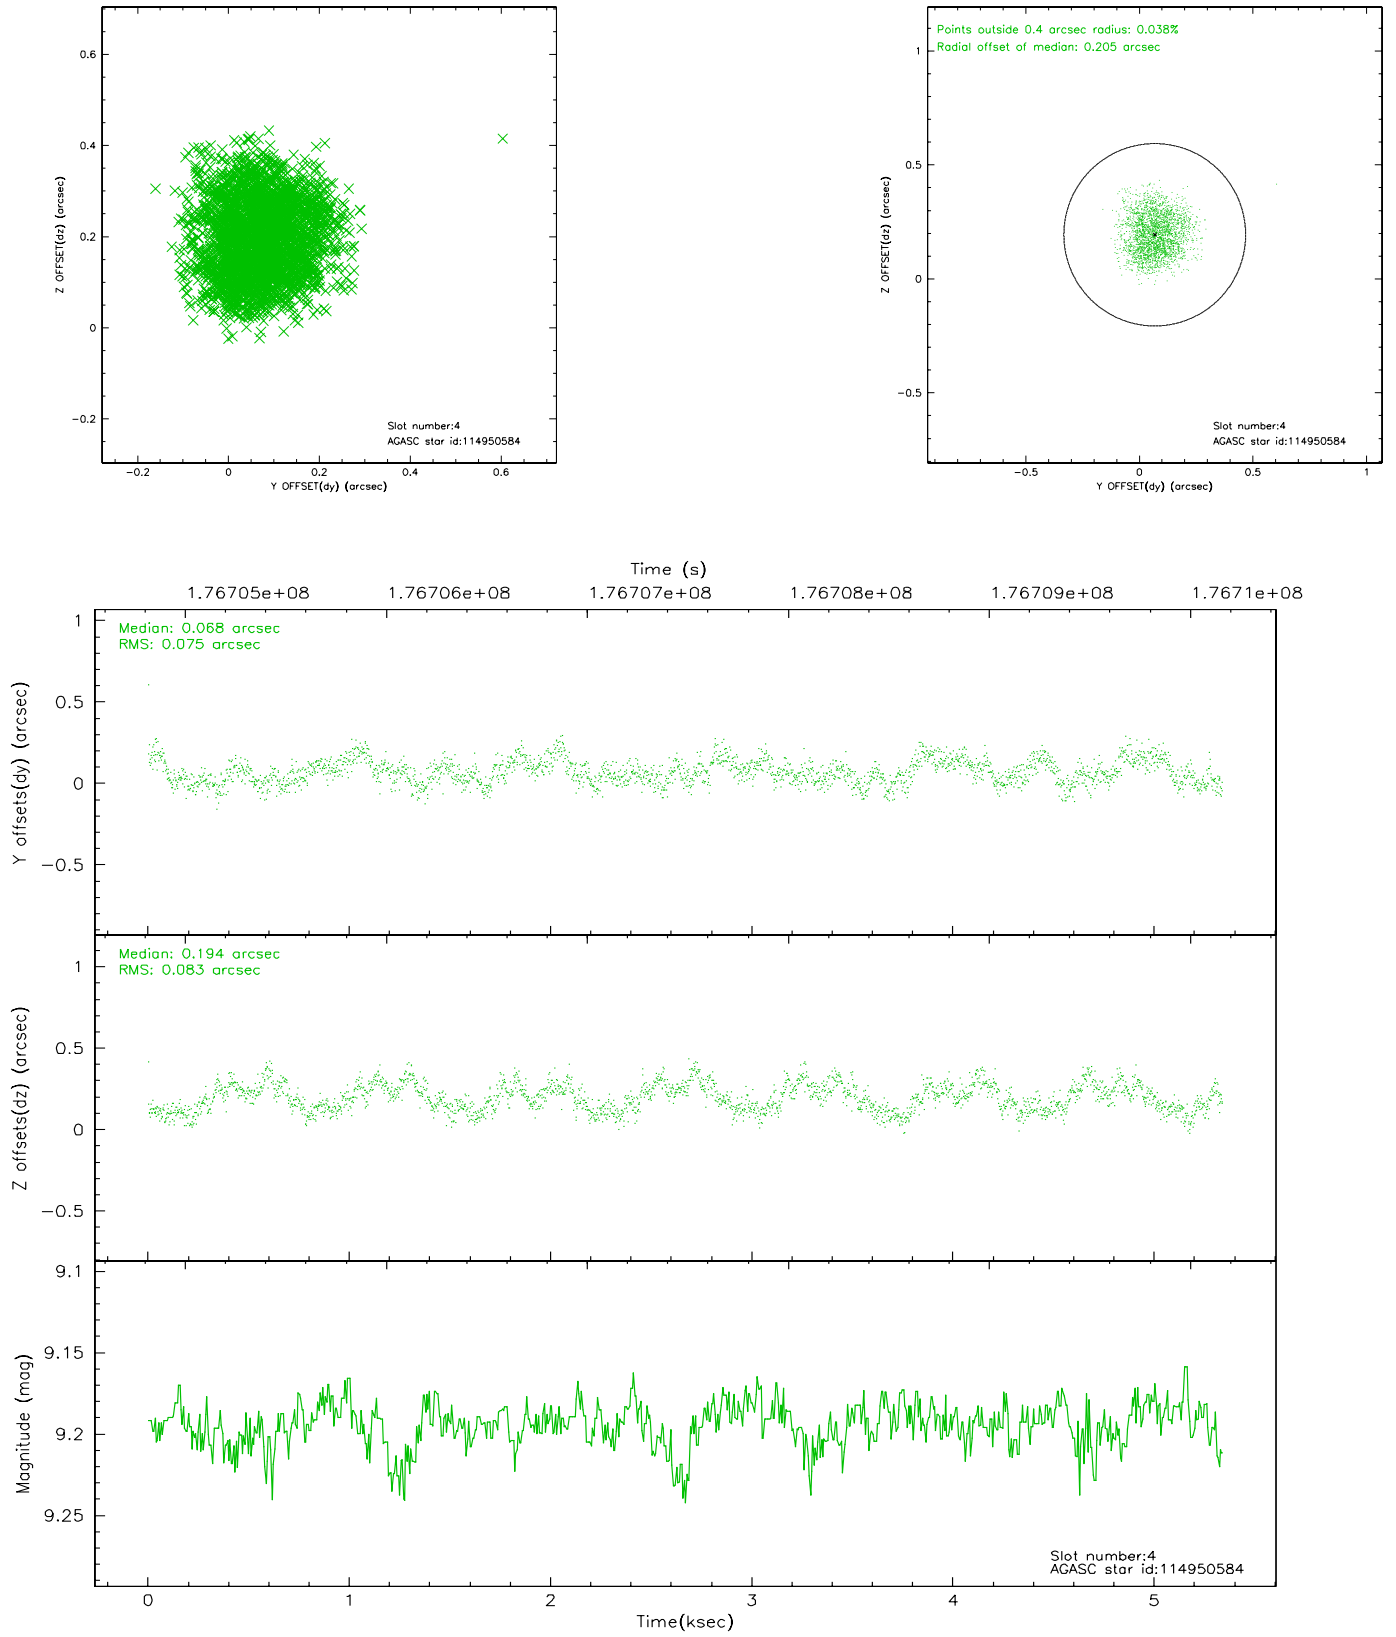 0.6
0.4
0.2
0
−0.2
Z OFFSET(dz) (arcsec)
Slot number:4
AGASC star id:114950584
−0.2 0 0.2 0.4 0.6
Y OFFSET(dy) (arcsec)
Points outside 0.4 arcsec radius: 0.038%
Radial offset of median: 0.205 arcsec
1
0.5
0
−0.5
Z OFFSET(dz) (arcsec)
Slot number:4
AGASC star id:114950584
−0.5 0 0.5 1
Y OFFSET(dy) (arcsec)
Time (s)
1.76705e+08 1.76706e+08 1.76707e+08 1.76708e+08 1.76709e+08 1.7671e+08
Median: 0.068 arcsec
RMS: 0.075 arcsec
1
0.5
0
−0.5
Y offsets(dy) (arcsec)
Median: 0.194 arcsec
RMS: 0.083 arcsec
1
0.5
0
−0.5
Z offsets(dz) (arcsec)
9.1
9.15
9.2
9.25
Magnitude (mag)
Slot number:4
AGASC star id:114950584
0 1 2 3 4 5
Time(ksec)